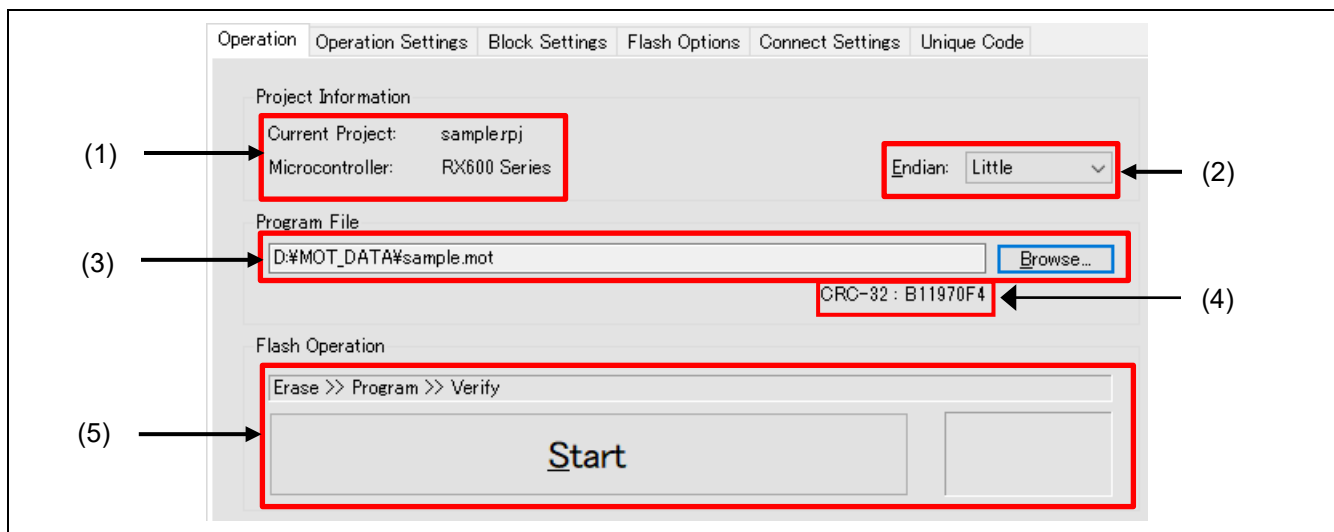 Operation Operation Settings Block Settings Flash Options Connect Settings Unique Code
Project Information
(1)
Current Project: sample.rpj
Microcontroller: RX600 Series
Endian: Little
(2)
Program File
(3)
D:¥MOT_DATA¥sample.mot
Browse...
CRC-32 : B11970F4
(4)
Flash Operation
Erase >> Program >> Verify
(5)
Start